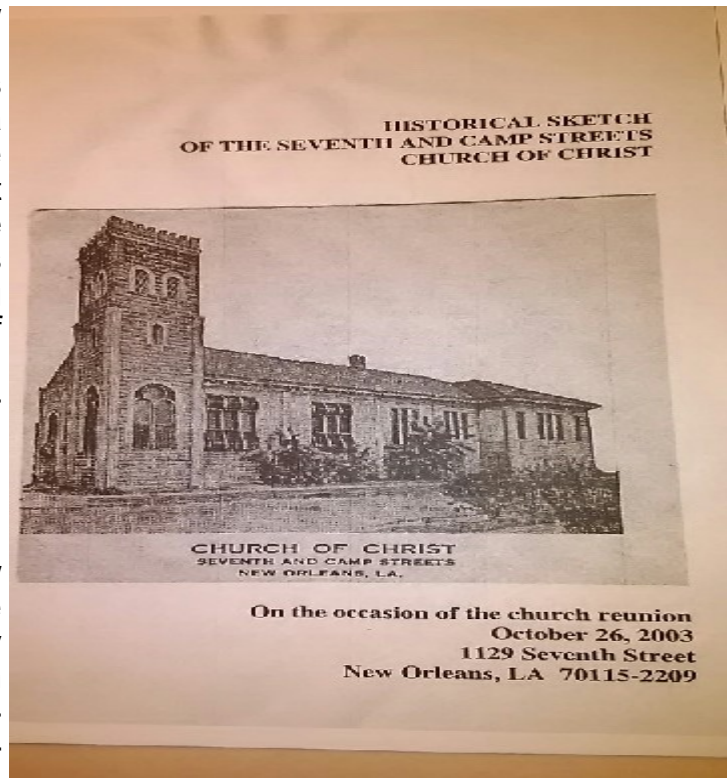 HISTORICAL SKETCH
OF THE SEVENTH AND CAMP STREETS
CHURCH OF CHRIST
CHURCH OF CHRIST
SEVENTH AND CAMP STREETS
NEW ORLEANS, LA.
On the occasion of the church reunion
October 26, 2003
1129 Seventh Street
New Orleans, LA 70115-2209